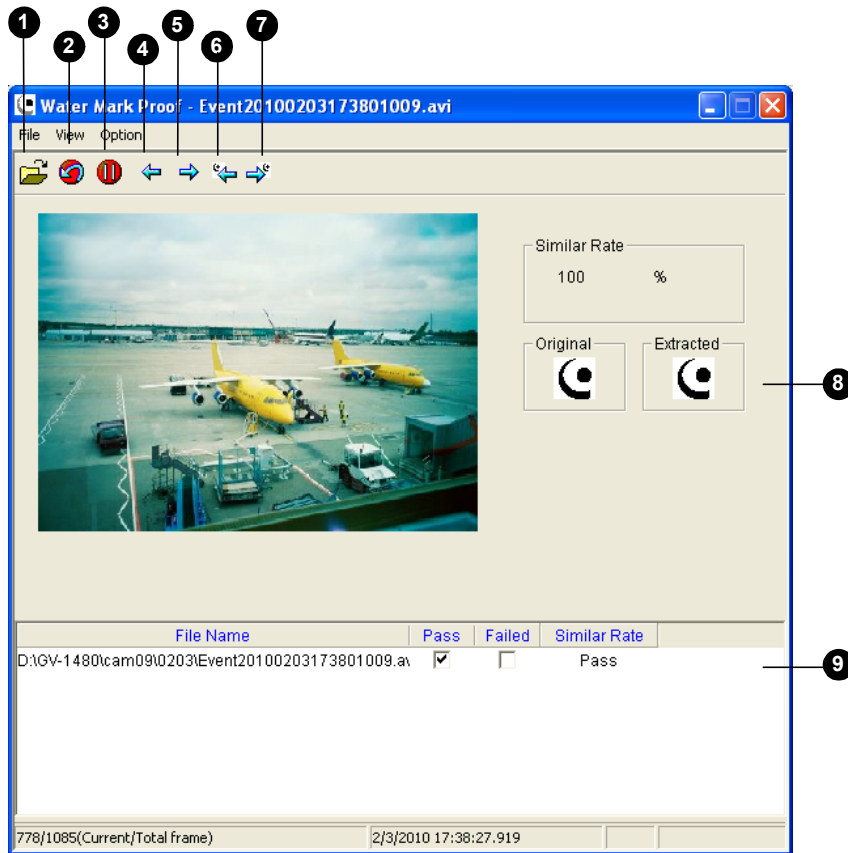 1
2
3
4
5
6
7
Water Mark Proof - Event20100203173801009.avi
File View Option
Similar Rate
100 %
Original Extracted
8
File Name Pass Failed Similar Rate
D:\GV-1480\cam09\0203\Event20100203173801009.av Pass
9
778/1085(Current/Total frame) 2/3/2010 17:38:27.919